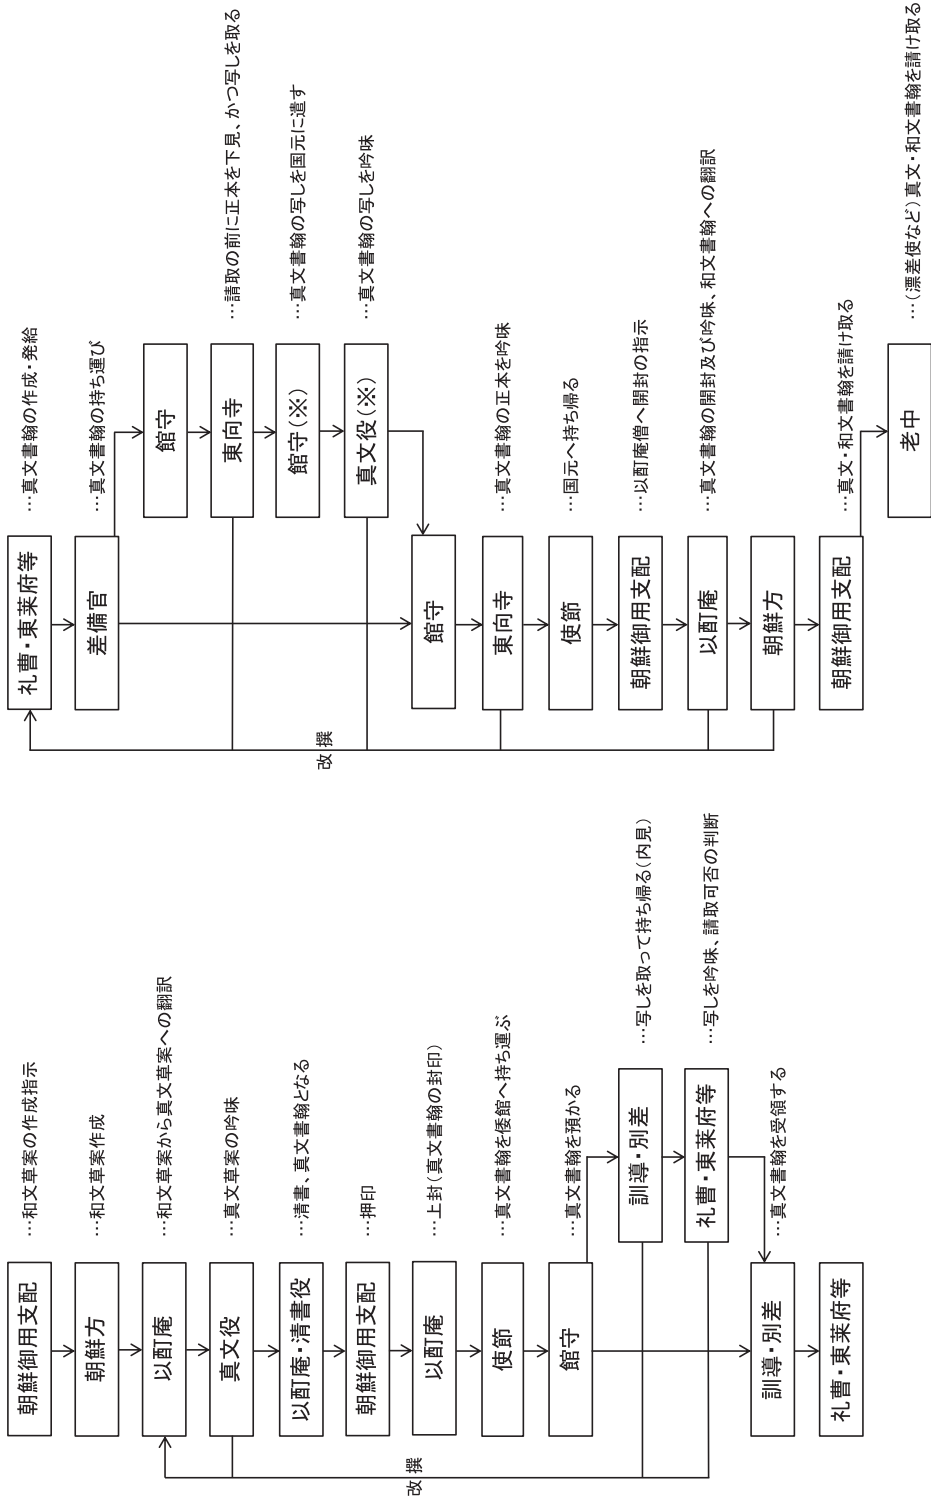 朝鮮御用支配
…和文草案の作成指示
朝鮮方
…和文草案作成
以酊庵
…和文草案から真文草案への翻訳
真文役
…真文草案の吟味
以酊庵・清書役
…清書、真文書翰となる
朝鮮御用支配
…押印
以酊庵
…上封(真文書翰の封印)
使節
…真文書翰を倭館へ持ち運ぶ
館守
…真文書翰を預かる
訓導・別差
…写しを取って持ち帰る(内見)
礼曹・東莱府等
…写しを吟味、請取可否の判断
訓導・別差
…真文書翰を受領する
礼曹・東莱府等
改撰
礼曹・東莱府等
…真文書翰の作成・発給
差備官
…真文書翰の持ち運び
館守
東向寺
…請取の前に正本を下見、かつ写しを取る
館守(※)
…真文書翰の写しを国元に遣す
真文役(※)
…真文書翰の写しを吟味
館守
東向寺
…真文書翰の正本を吟味
使節
…国元へ持ち帰る
朝鮮御用支配
…以酊庵僧へ開封の指示
以酊庵
…真文書翰の開封及び吟味、和文書翰への翻訳
朝鮮方
朝鮮御用支配
…真文・和文書翰を請け取る
老中
…(漂差使など)真文・和文書翰を請け取る
改撰